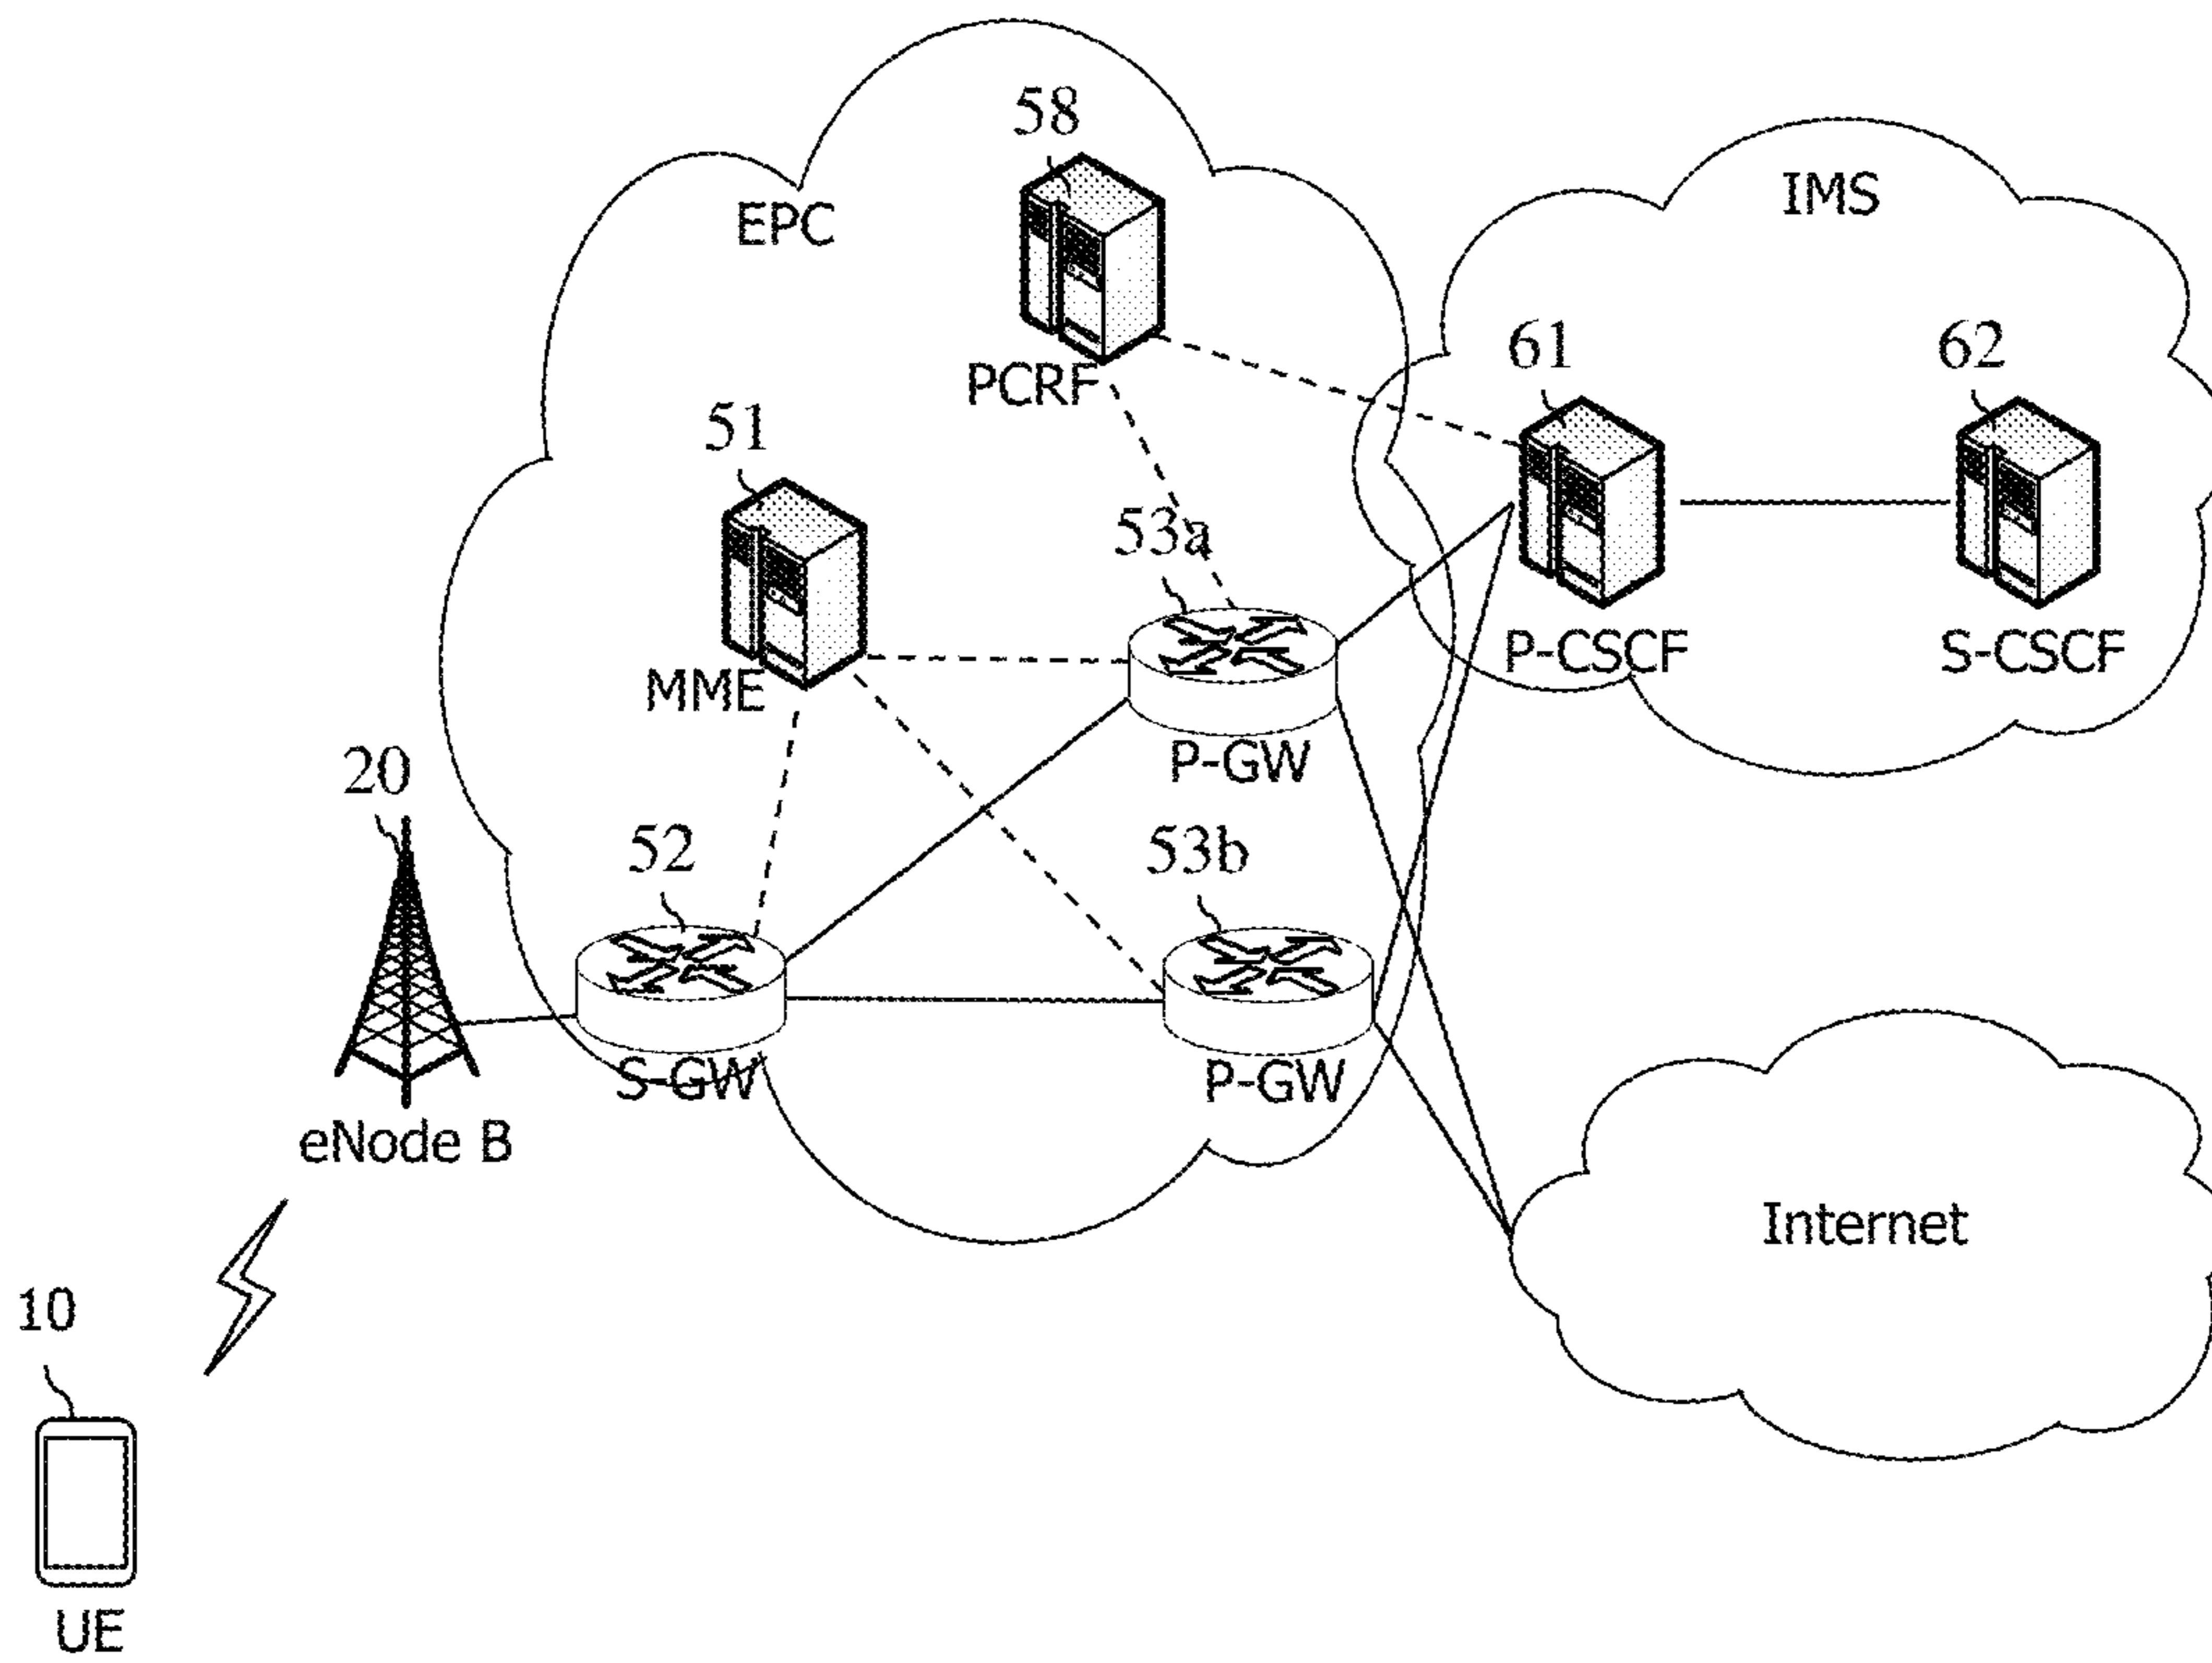 58
EPC
IMS
PCRF
61
62
51
53a
MME
P-CSCF
S-CSCF
P-GW
20
52
53b
S-GW
P-GW
eNode B
Internet
10
UE